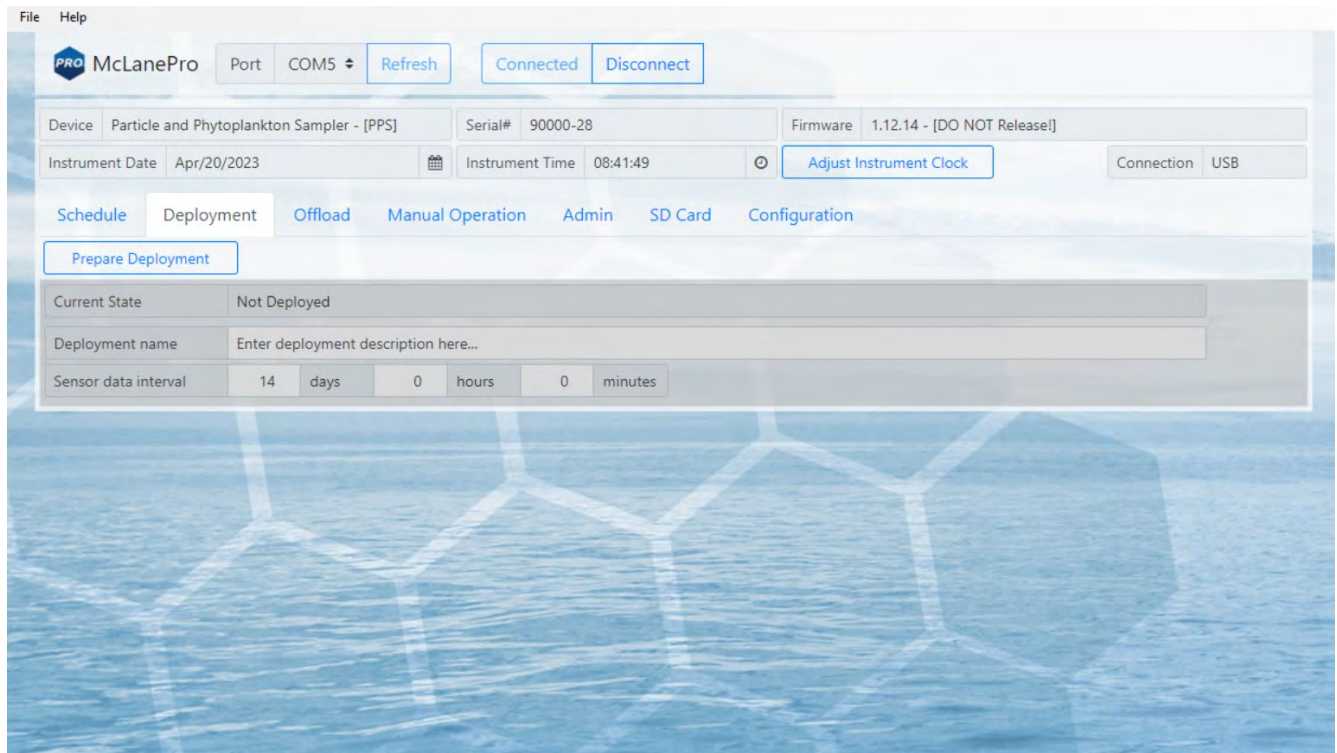 File Help
PRO McLanePro Port COM5 Refresh Connected Disconnect
Device Particle and Phytoplankton Sampler - [PPS] Serial# 90000-28 Firmware 1.12.14 - [DO NOT Release!]
Instrument Date Apr/20/2023 Instrument Time 08:41:49 Adjust Instrument Clock Connection USB
Schedule Deployment Offload Manual Operation Admin SD Card Configuration
Prepare Deployment
Current State Not Deployed
Deployment name Enter deployment description here...
Sensor data interval 14 days 0 hours 0 minutes